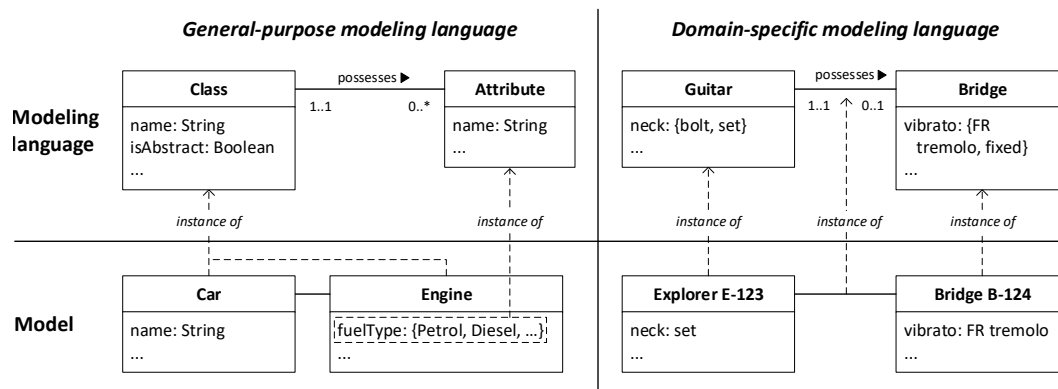 General-purpose modeling language
Domain-specific modeling language
Modeling
language
Class
name: String
isAbstract: Boolean
...
possesses ▶
1..1
0..*
Attribute
name: String
...
Guitar
neck: {bolt, set}
...
possesses ▶
1..1
0..1
Bridge
vibrato: {FR
tremolo, fixed}
...
instance of
instance of
instance of
instance of
instance of
Model
Car
name: String
...
Engine
fuelType: {Petrol, Diesel, ...}
...
Explorer E-123
neck: set
...
Bridge B-124
vibrato: FR tremolo
...